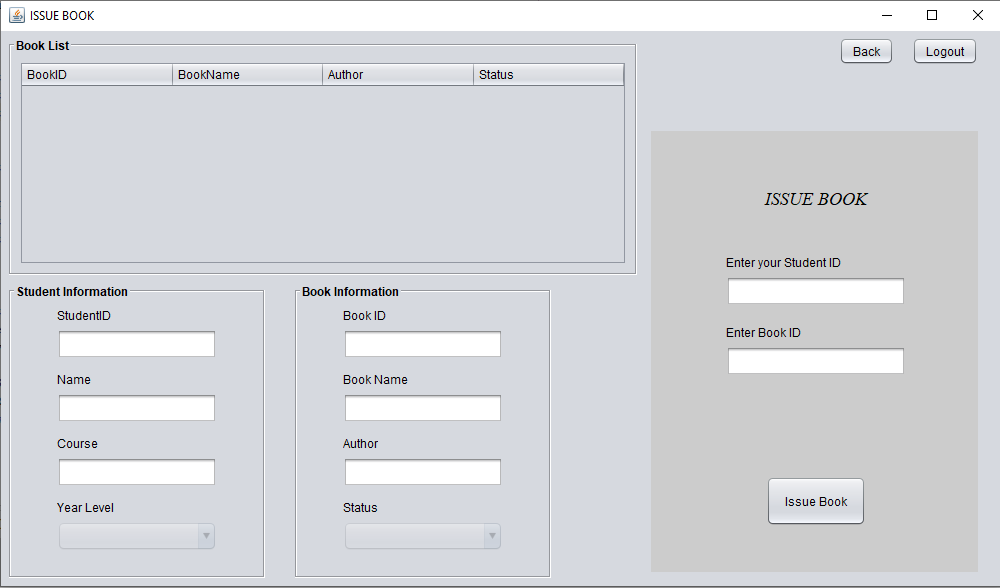 ISSUE BOOK
Book List
Back
Logout
BookID
BookName
Author
Status
ISSUE BOOK
Enter your Student ID
Enter Book ID
Issue Book
Student Information
StudentID
Name
Course
Year Level
Book Information
Book ID
Book Name
Author
Status